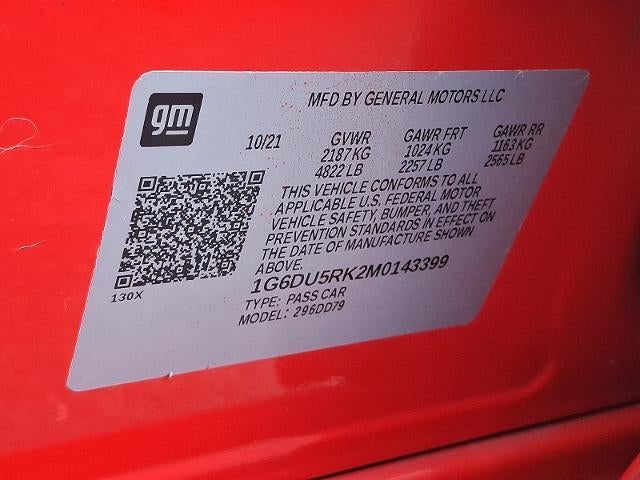 gm
MFD BY GENERAL MOTORS LLC
10/21 GVWR GAWR FRT GAWR RR
2187 KG 1024 KG 1163 KG
4822 LB 2257 LB 2565 LB
THIS VEHICLE CONFORMS TO ALL
APPLICABLE U.S. FEDERAL MOTOR
VEHICLE SAFETY, BUMPER, AND THEFT
PREVENTION STANDARDS IN EFFECT ON
THE DATE OF MANUFACTURE SHOWN
ABOVE.
1G6DU5RK2M0143399
130X
TYPE: PASS CAR
MODEL: 296DD79